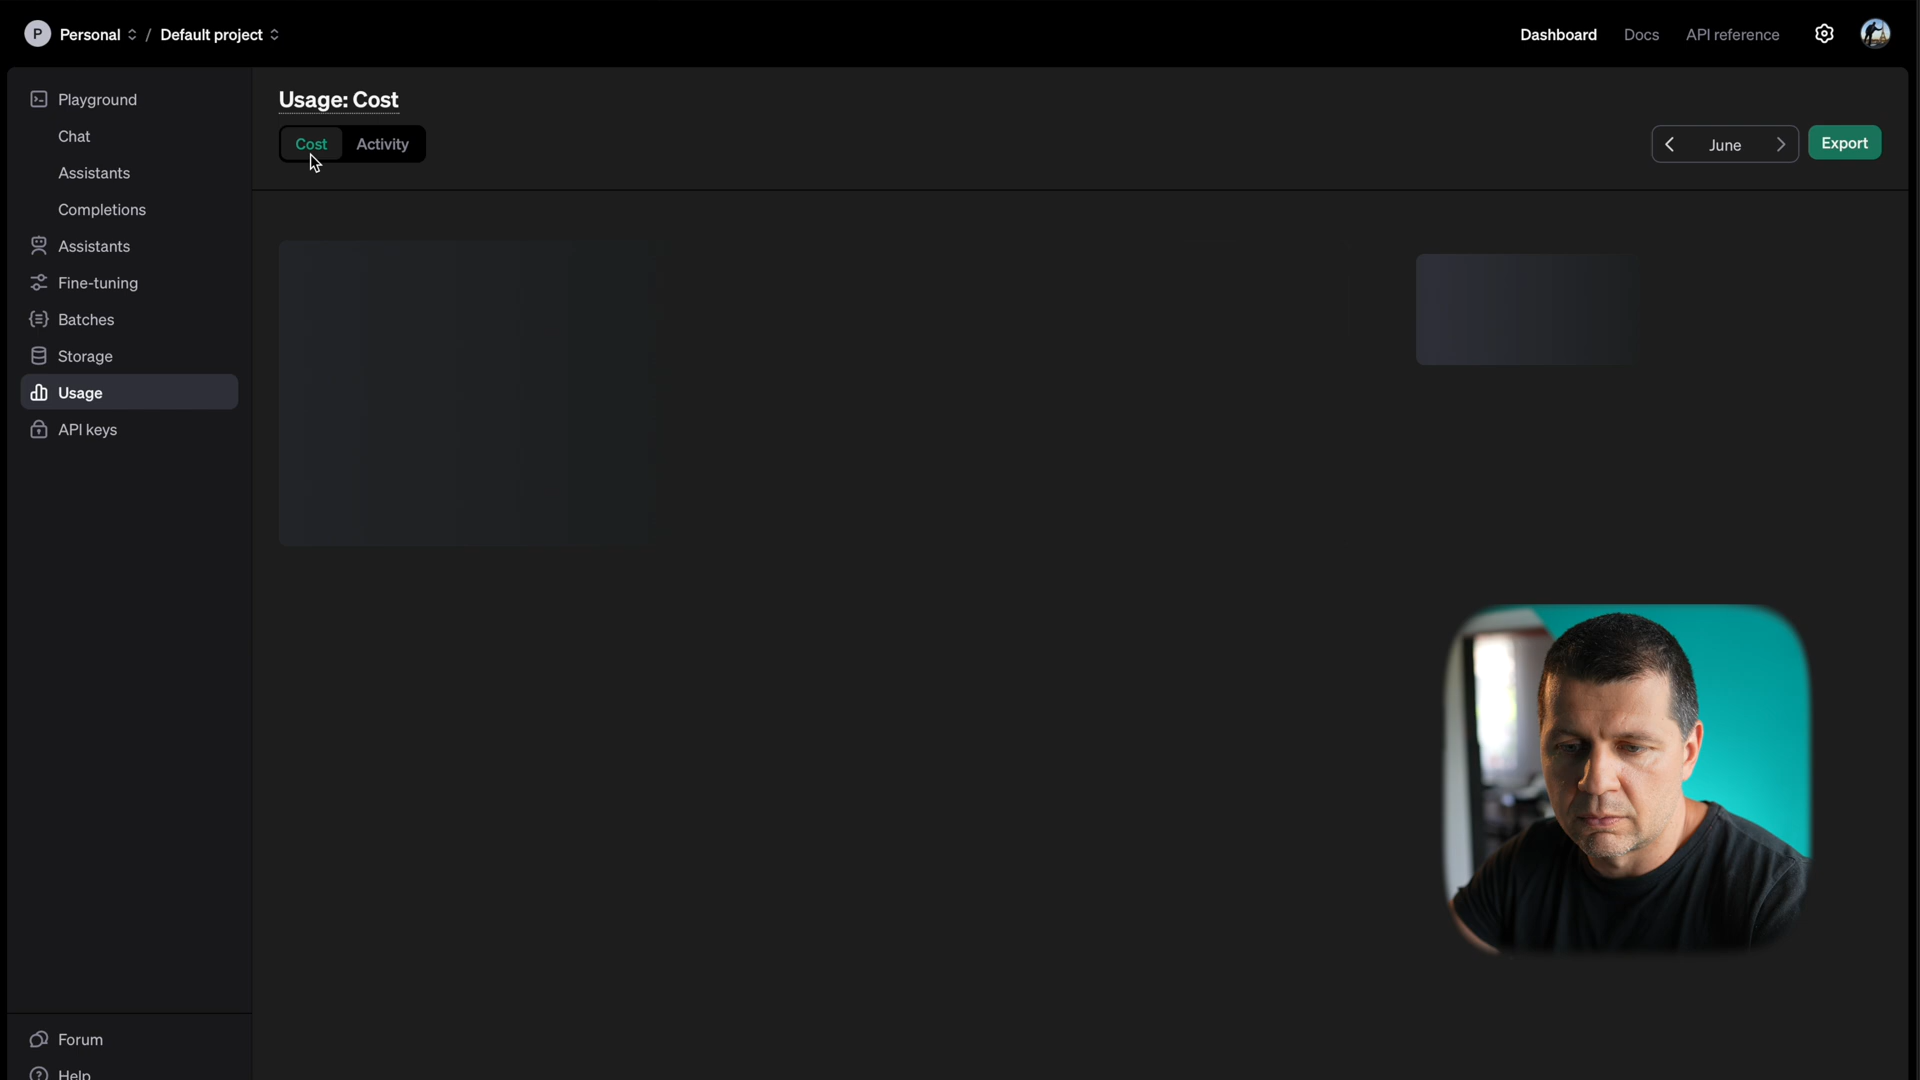 P Personal / Default project
Dashboard Docs API reference
Playground
Chat
Assistants
Completions
Assistants
Fine-tuning
Batches
Storage
Usage
API keys
Forum
Help
Usage: Cost
Cost Activity
June
Export